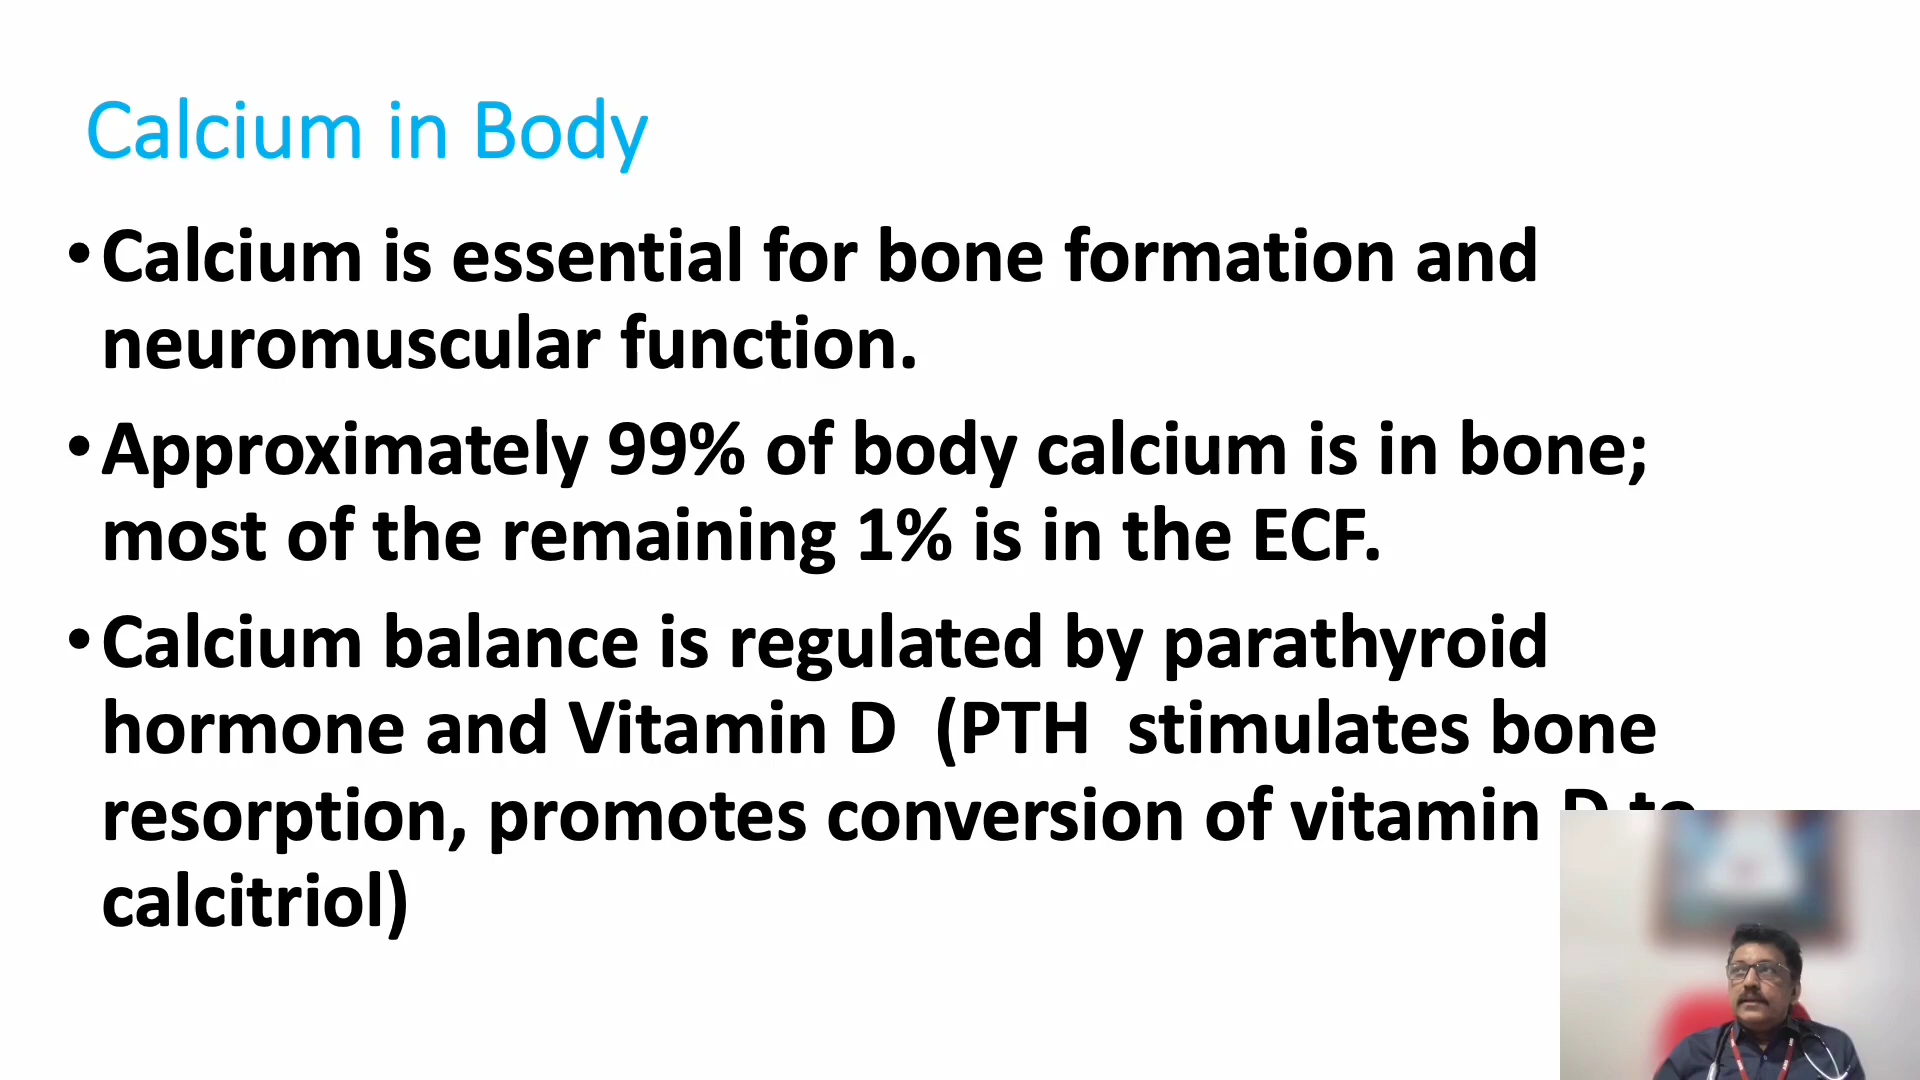 Calcium in Body
•Calcium is essential for bone formation and
neuromuscular function.
•Approximately 99% of body calcium is in bone;
most of the remaining 1% is in the ECF.
•Calcium balance is regulated by parathyroid
hormone and Vitamin D (PTH stimulates bone
resorption, promotes conversion of vitamin D to
calcitriol)